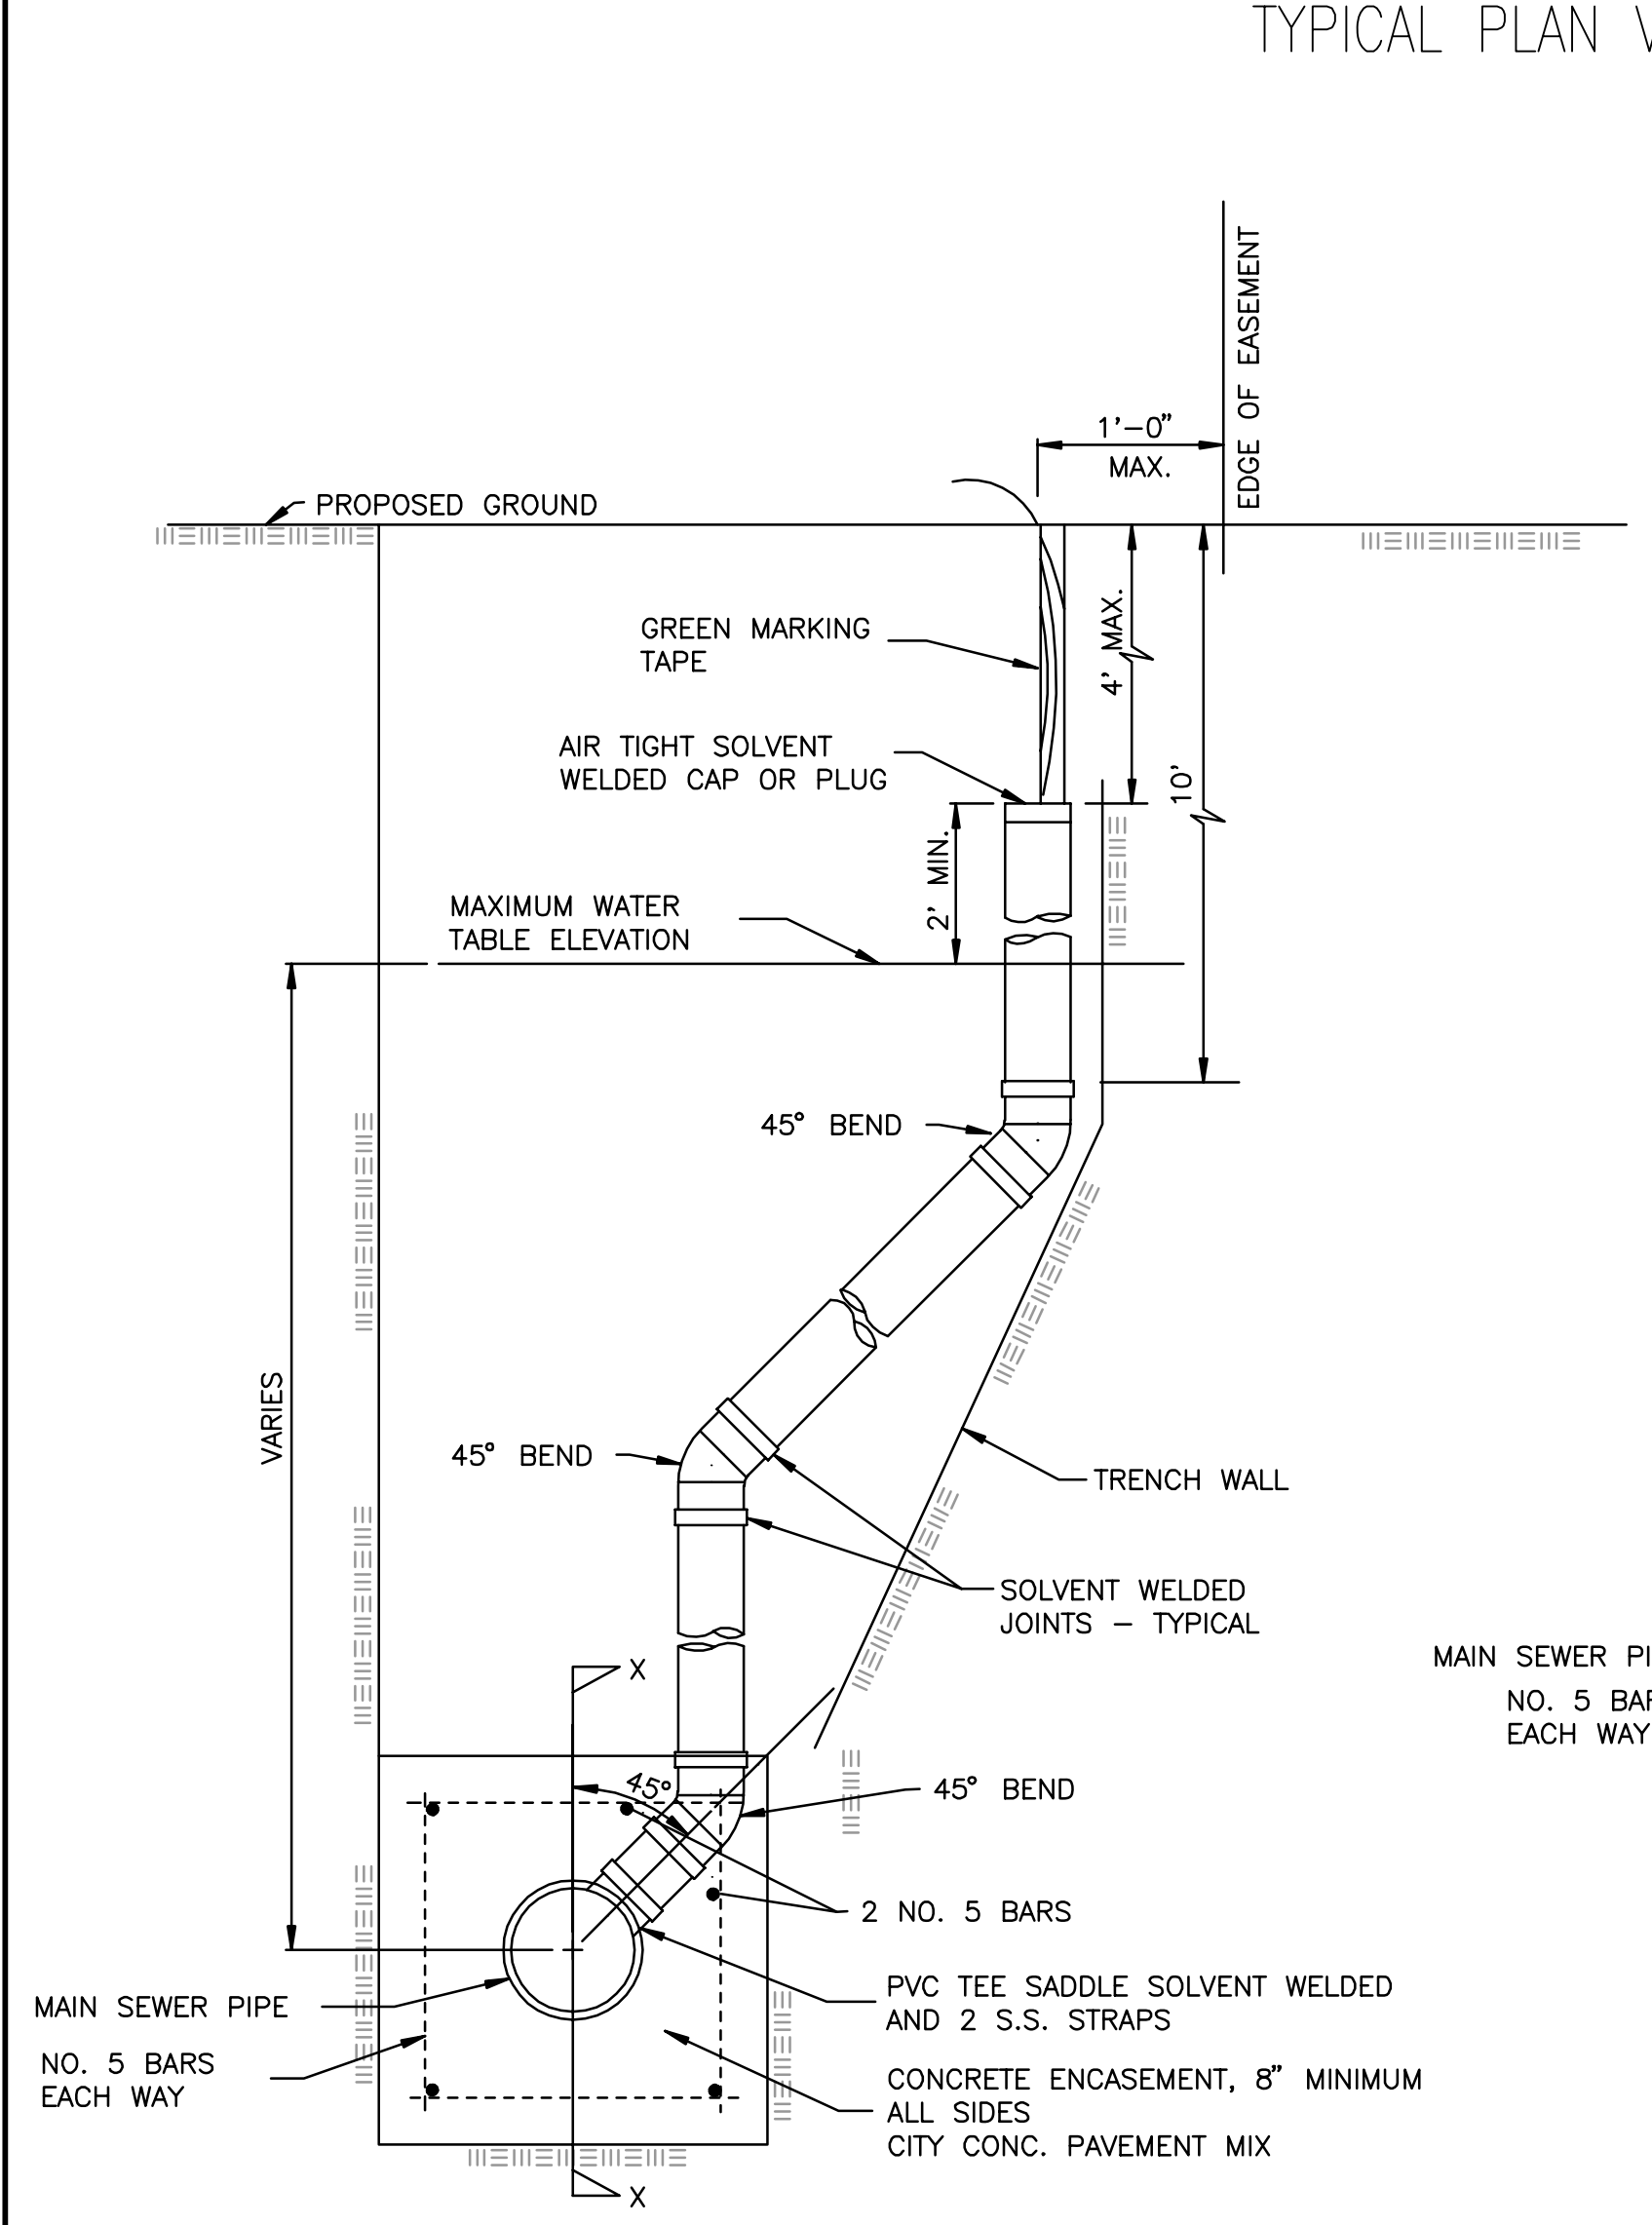 TYPICAL PLAN V
EDGE OF EASEMENT
1'-0"
MAX.
PROPOSED GROUND
GREEN MARKING
TAPE
4' MAX.
AIR TIGHT SOLVENT
WELDED CAP OR PLUG
10'
2' MIN.
MAXIMUM WATER
TABLE ELEVATION
45° BEND
VARIES
45° BEND
TRENCH WALL
SOLVENT WELDED
JOINTS - TYPICAL
MAIN SEWER PI
NO. 5 BAR
EACH WAY
X
45°
45° BEND
2 NO. 5 BARS
PVC TEE SADDLE SOLVENT WELDED
AND 2 S.S. STRAPS
MAIN SEWER PIPE
NO. 5 BARS
EACH WAY
CONCRETE ENCASEMENT, 8" MINIMUM
ALL SIDES
CITY CONC. PAVEMENT MIX
X